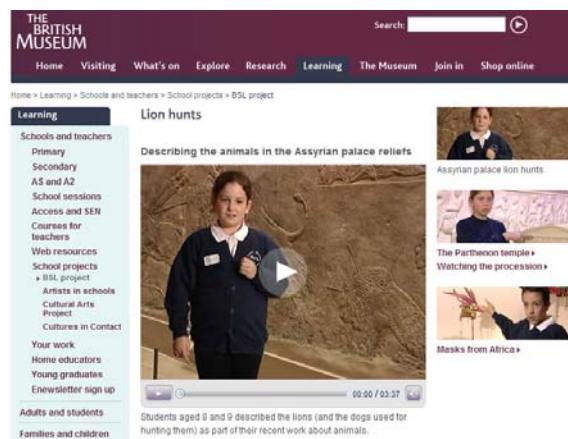 THE
BRITISH
MUSEUM
Search:
Home Visiting What's on Explore Research Learning The Museum Join in Shop online
Home > Learning > Schools and teachers > School projects > BSL project
Learning
Schools and teachers
Primary
Secondary
AS and A2
School sessions
Access and SEN
Courses for
teachers
Web resources
School projects
BSL project
Artists in schools
Cultural Arts
Project
Cultures in Contact
Your work
Home educators
Young graduates
Enewsletter sign up
Adults and students
Families and children
Lion hunts
Describing the animals in the Assyrian palace reliefs
00:00 / 03:37
Students aged 8 and 9 described the lions (and the dogs used for
hunting them) as part of their recent work about animals.
Assyrian palace lion hunts
The Parthenon temple
Watching the procession
Masks from Africa